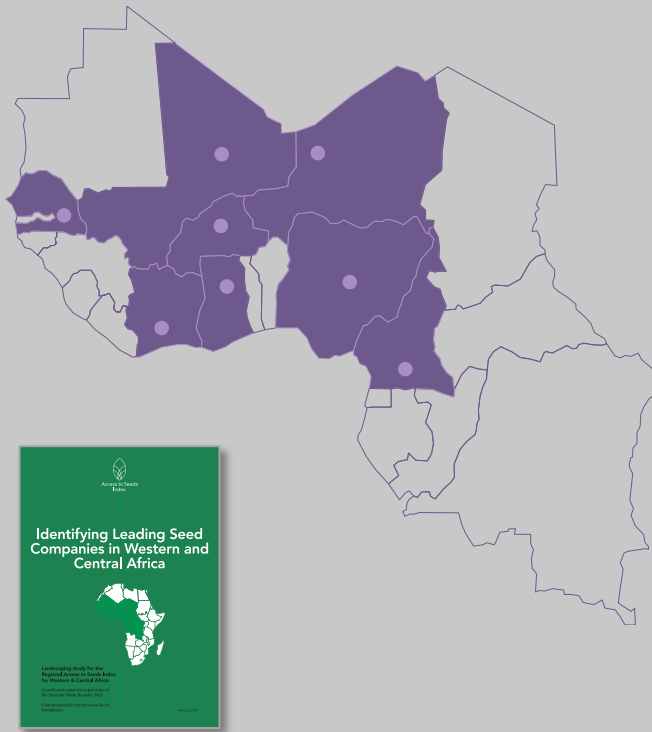 Access to Seeds
Index
Identifying Leading Seed
Companies in Western and
Central Africa
Landscaping study for the
Regional Access to Seeds Index
for Western & Central Africa